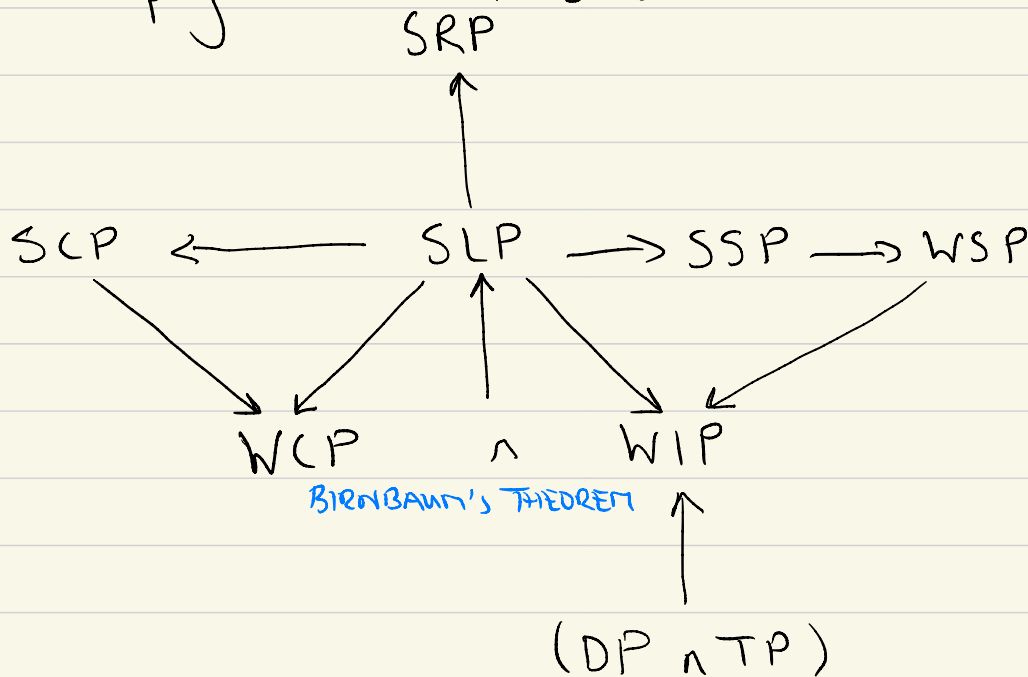 SRP
SCP ← SLP → SSP → WSP
WCP ∧ WIP
BIRNBAUM'S THEOREM
(DP ∧ TP)